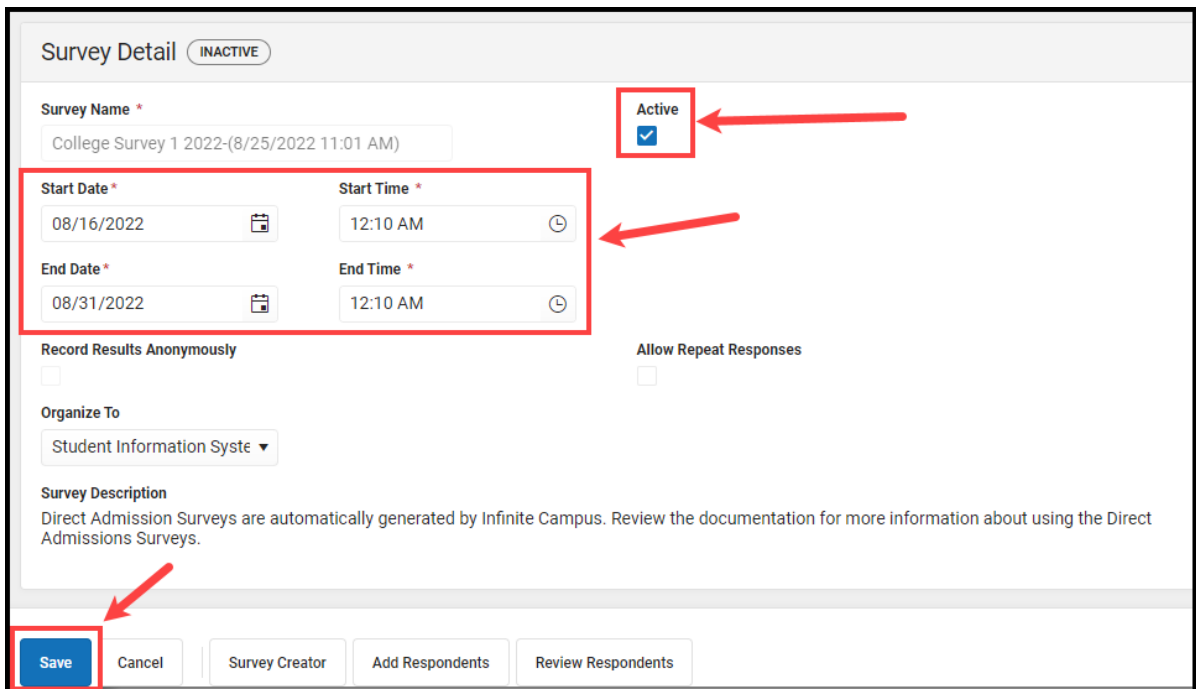 Survey Detail INACTIVE
Survey Name *
Active
College Survey 1 2022-(8/25/2022 11:01 AM)
Start Date *
Start Time *
08/16/2022
12:10 AM
End Date *
End Time *
08/31/2022
12:10 AM
Record Results Anonymously
Allow Repeat Responses
Organize To
Student Information Syste
Survey Description
Direct Admission Surveys are automatically generated by Infinite Campus. Review the documentation for more information about using the Direct
Admissions Surveys.
Save
Cancel
Survey Creator
Add Respondents
Review Respondents